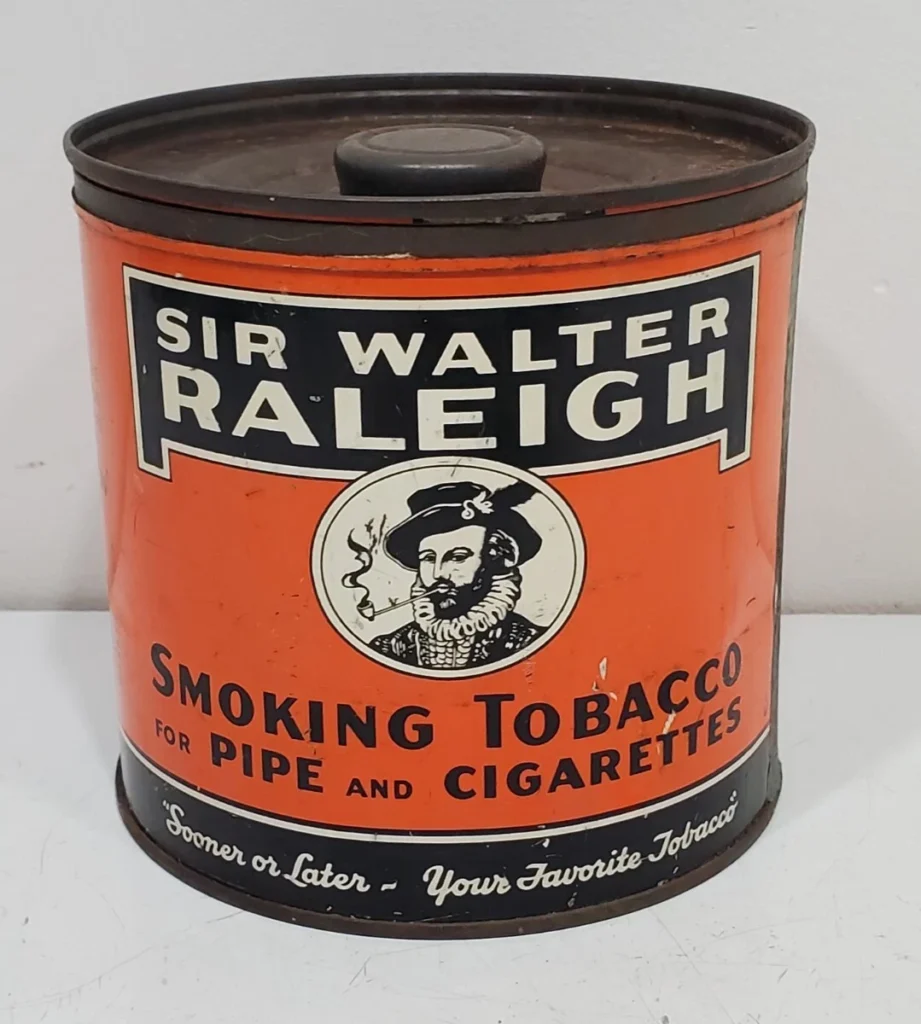 SIR WALTER
RALEIGH
SMOKING TOBACCO
FOR PIPE AND CIGARETTES
"Sooner or Later - Your Favorite Tobacco"